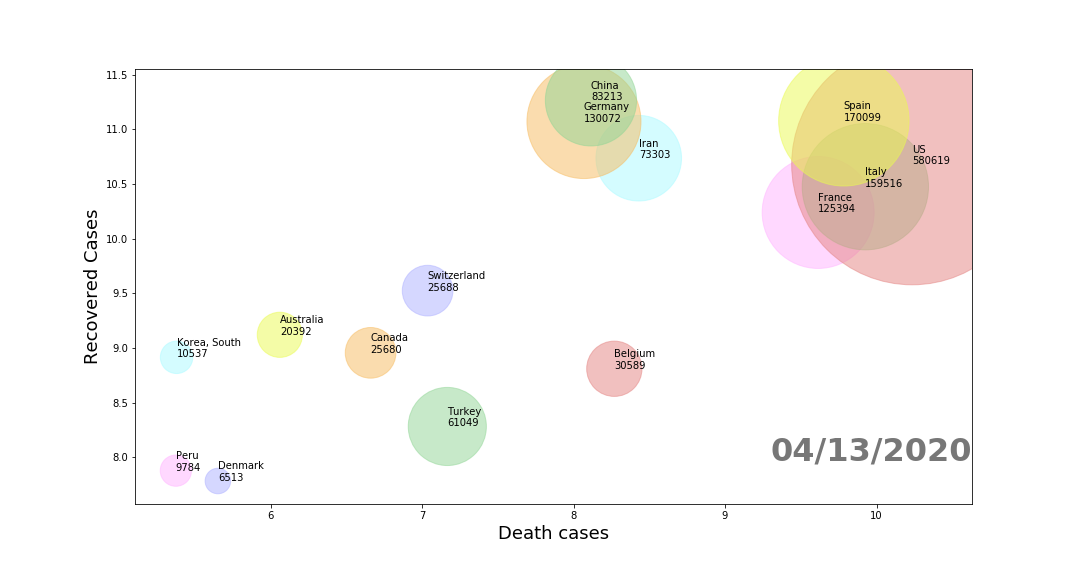 11.5
11.0
10.5
10.0
9.5
9.0
8.5
8.0
Recovered Cases
China
83213
Germany
130072
Iran
73303
Spain
170099
US
580619
Italy
159516
France
125394
Switzerland
25688
Australia
20392
Canada
25680
Korea, South
10537
Belgium
30589
Turkey
61049
Peru
9784
Denmark
6513
04/13/2020
6
7
8
9
10
Death cases